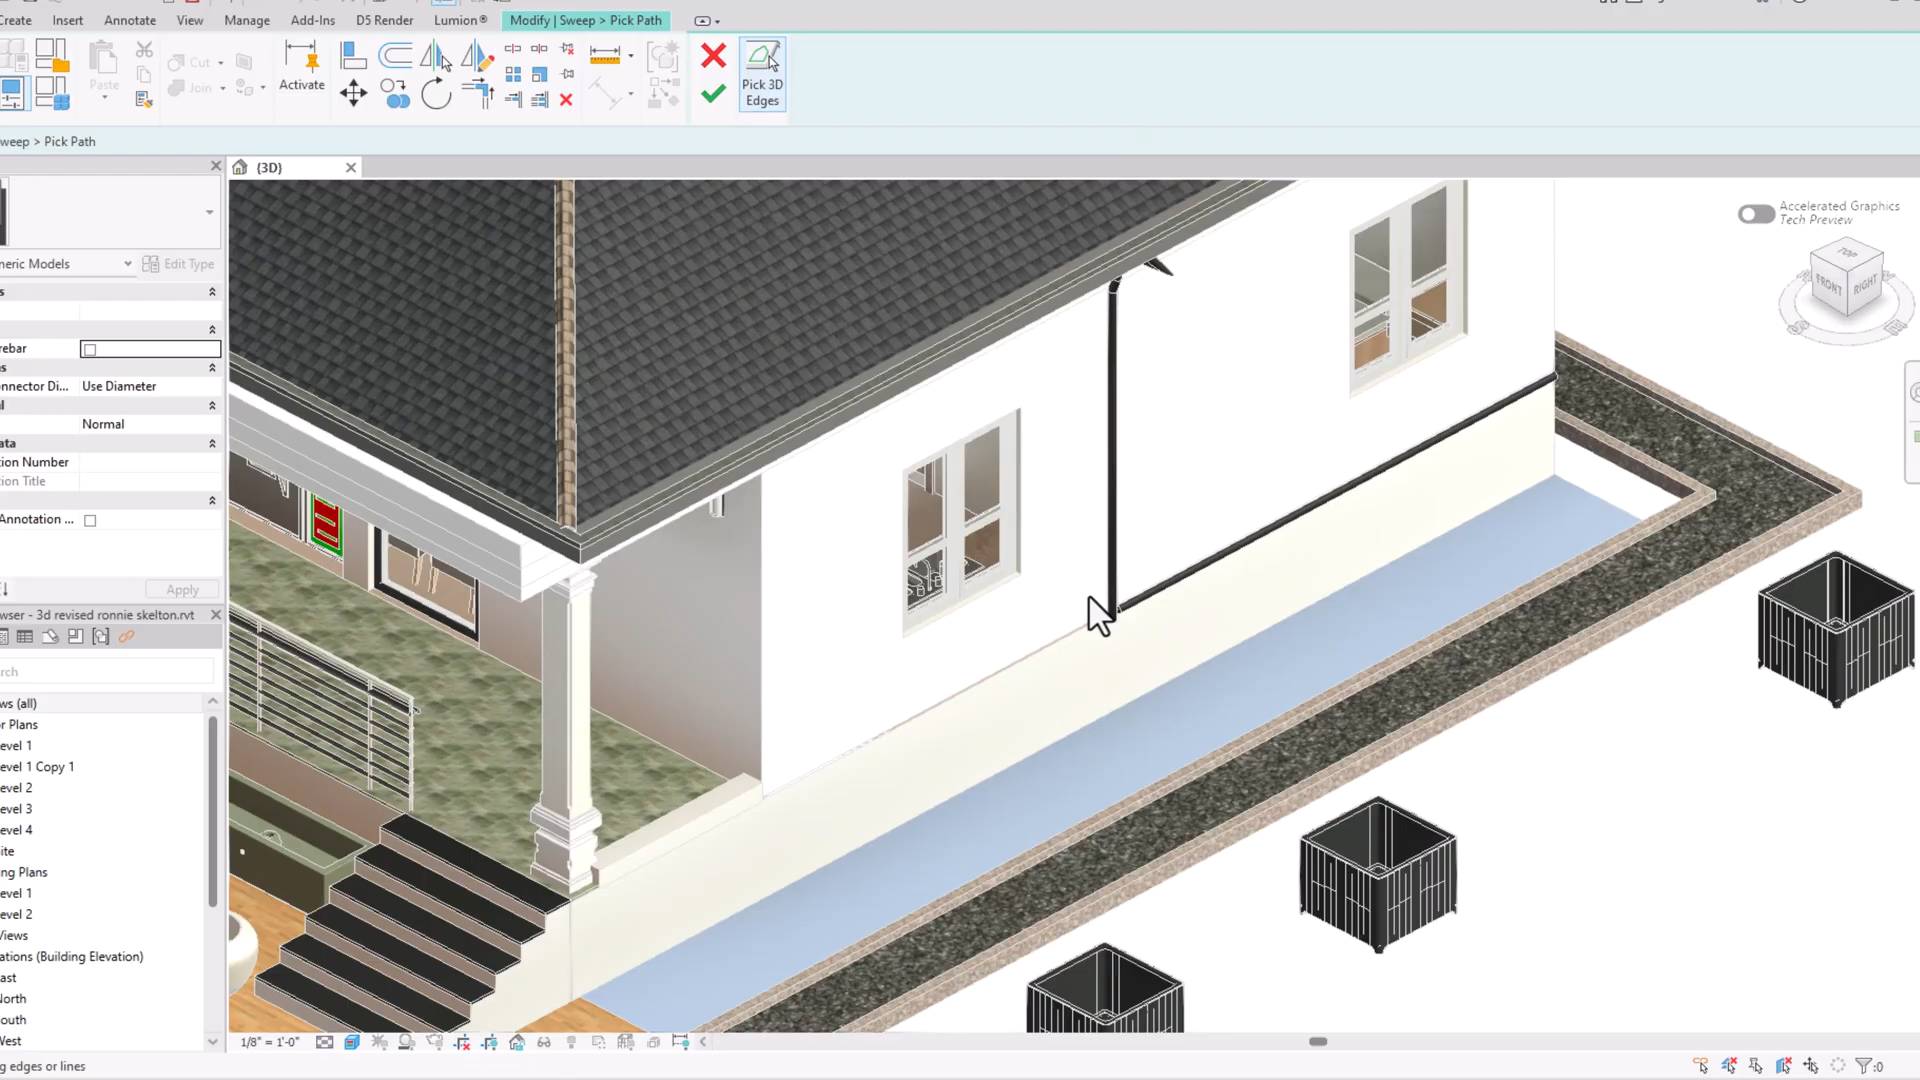 Create Insert Annotate View Manage Add-Ins D5 Render Lumion® Modify | Sweep > Pick Path
Paste
Cut
Join
Activate
Pick 3D
Edges
weep > Pick Path
{3D}
neric Models
Edit Type
s
rebar
ns
nnector Di... Use Diameter
l
Normal
ata
tion Number
tion Title
Annotation ...
Apply
wser - 3d revised ronnie skelton.rvt
rch
ws (all)
r Plans
evel 1
evel 1 Copy 1
evel 2
evel 3
evel 4
ite
ng Plans
evel 1
evel 2
Views
ations (Building Elevation)
ast
North
outh
West
Accelerated Graphics
Tech Preview
TOP
FRONT
RIGHT
1/8" = 1'-0"
g edges or lines
:0